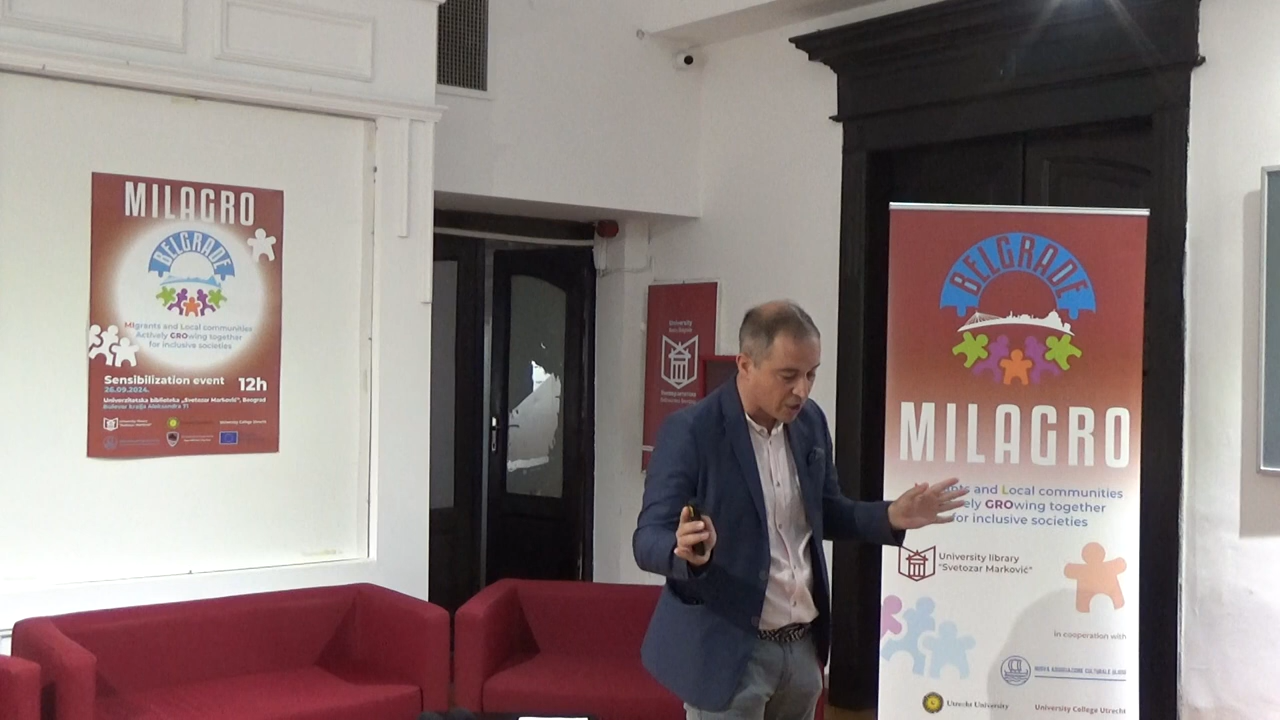 MILAGRO
BELGRADE
MIgrants and Local communities
Actively GROwing together
for inclusive societies
Sensibilization event 12h
26.09.2024.
Univerzitetska biblioteka „Svetozar Marković", Beograd
Bulevar kralja Aleksandra 71
University College Utrecht
University
BELGRADE
MILAGRO
and Local communities
ely GROwing together
for inclusive societies
University library
"Svetozar Marković"
in cooperation with
Utrecht University
University College Utrecht